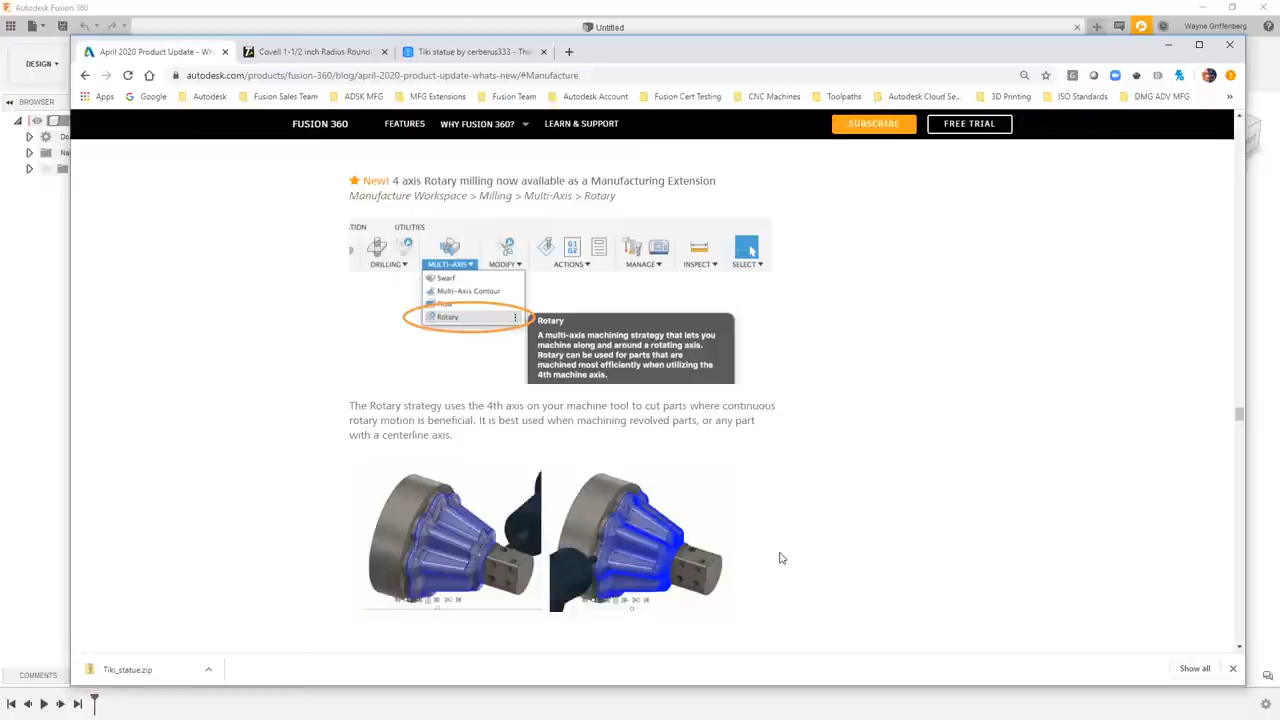 Autodesk Fusion 360
Untitled
Wayne Griffenberg
April 2020 Product Update - Wha
Covell 1-1/2 inch Radius Round-
Tiki statue by cerberus333 - Thi
autodesk.com/products/fusion-360/blog/april-2020-product-update-whats-new/#Manufacture
Apps Google Autodesk Fusion Sales Team ADSK MFG MFG Extensions Fusion Team Autodesk Account Fusion Cert Testing CNC Machines Toolpaths Autodesk Cloud Se... 3D Printing ISO Standards DMG ADV MFG »
DESIGN
BROWSER
Do
Na
FUSION 360 FEATURES WHY FUSION 360? LEARN & SUPPORT SUBSCRIBE FREE TRIAL
New! 4 axis Rotary milling now available as a Manufacturing Extension
Manufacture Workspace > Milling > Multi-Axis > Rotary
TION UTILITIES
G1
G2
DRILLING MULTI-AXIS MODIFY ACTIONS MANAGE INSPECT SELECT
Swarf
Multi-Axis Contour
Flow
Rotary
Rotary
A multi-axis machining strategy that lets you
machine along and around a rotating axis.
Rotary can be used for parts that are
machined most efficiently when utilizing the
4th machine axis.
The Rotary strategy uses the 4th axis on your machine tool to cut parts where continuous
rotary motion is beneficial. It is best used when machining revolved parts, or any part
with a centerline axis.
Tiki_statue.zip
Show all
COMMENTS